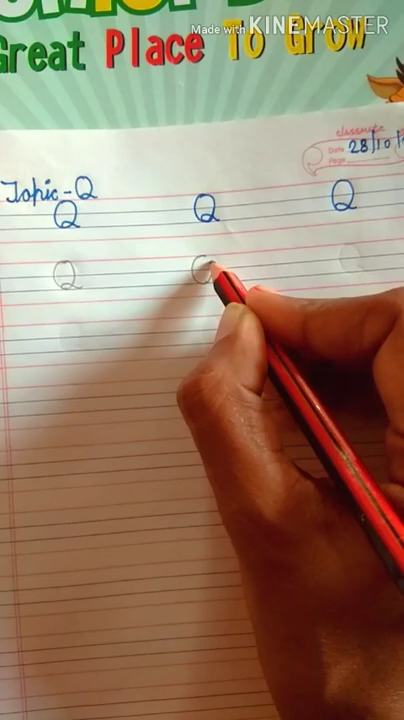 Made with KINEMASTER
Great Place To Grow
classmate
Date 28/10/
Page
Topic-Q
Q Q Q
Q